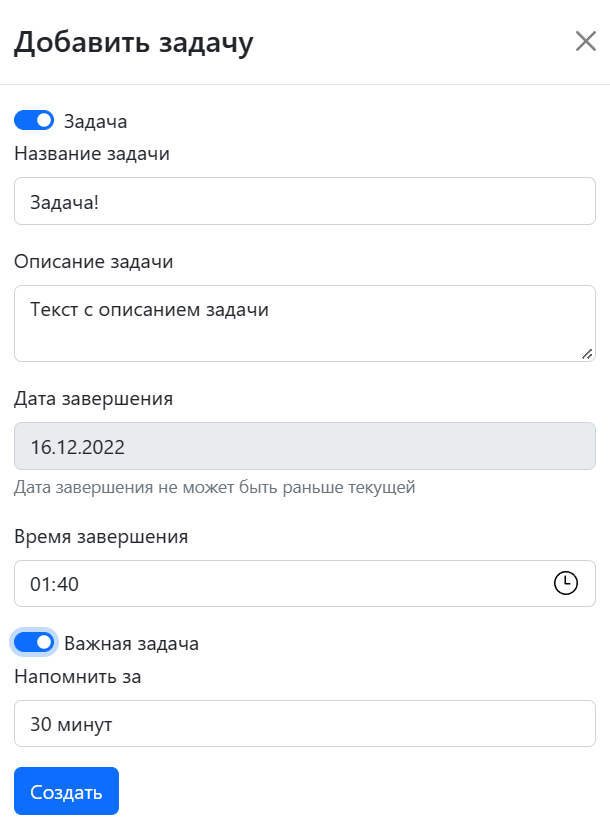 Добавить задачу
Задача
Название задачи
Задача!
Описание задачи
Текст с описанием задачи
Дата завершения
16.12.2022
Дата завершения не может быть раньше текущей
Время завершения
01:40
Важная задача
Напомнить за
30 минут
Создать